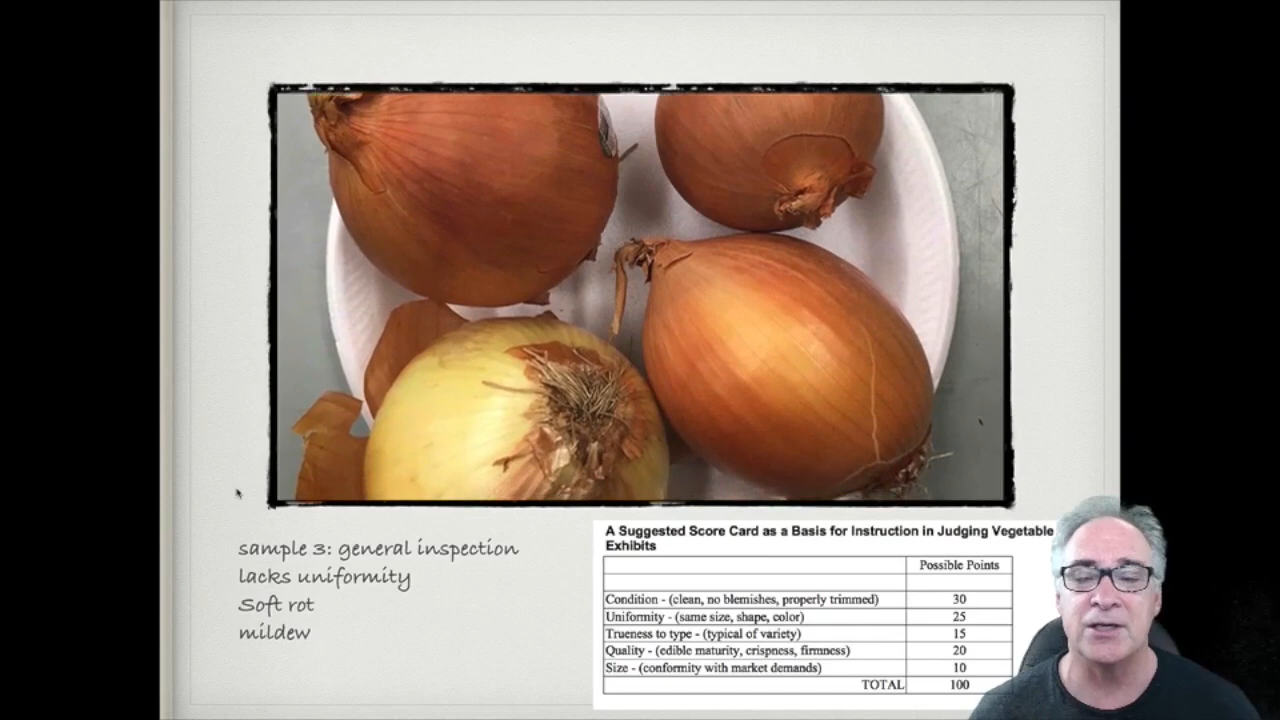 sample 3: general inspection
lacks uniformity
Soft rot
mildew
A Suggested Score Card as a Basis for Instruction in Judging Vegetable
Exhibits
Possible Points
Condition - (clean, no blemishes, properly trimmed) 30
Uniformity - (same size, shape, color) 25
Trueness to type - (typical of variety) 15
Quality - (edible maturity, crispness, firmness) 20
Size - (conformity with market demands) 10
TOTAL 100